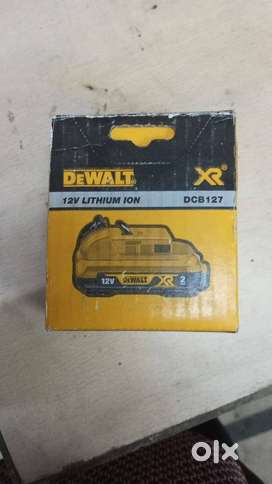 DEWALT XR®
12V LITHIUM ION DCB127
12V DEWALT XR 2
OLX